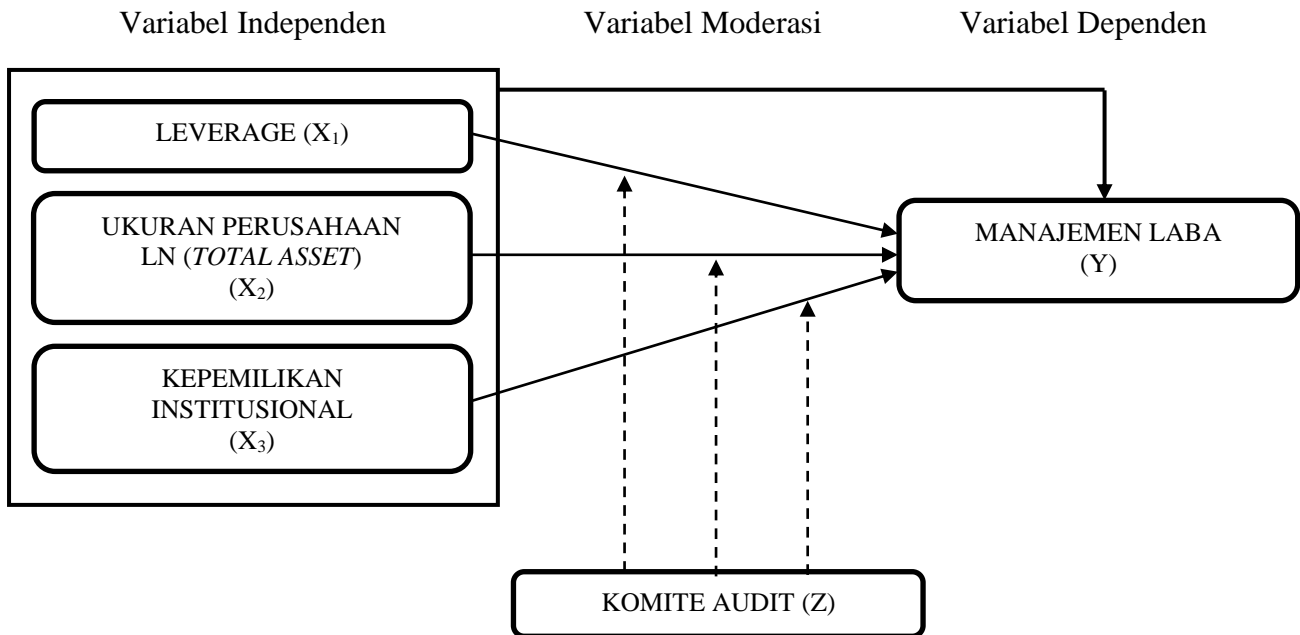 Variabel Independen
Variabel Moderasi
Variabel Dependen
LEVERAGE (X₁)
UKURAN PERUSAHAAN
LN (TOTAL ASSET)
(X₂)
KEPEMILIKAN
INSTITUSIONAL
(X₃)
MANAJEMEN LABA
(Y)
KOMITE AUDIT (Z)